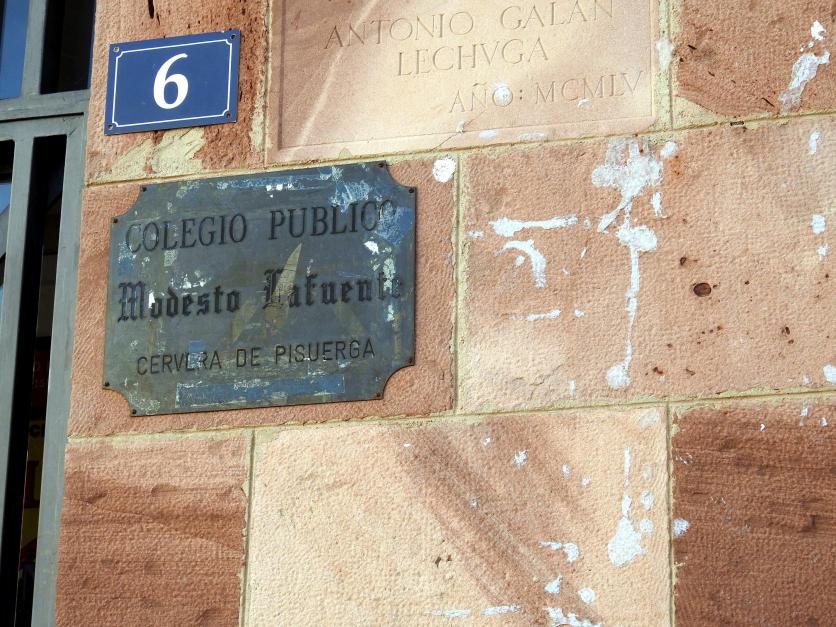 6
ANTONIO GALAN
LECHVGA
AÑO: MCMLV
COLEGIO PUBLICO
Modesto Lafuente
CERVERA DE PISUERGA